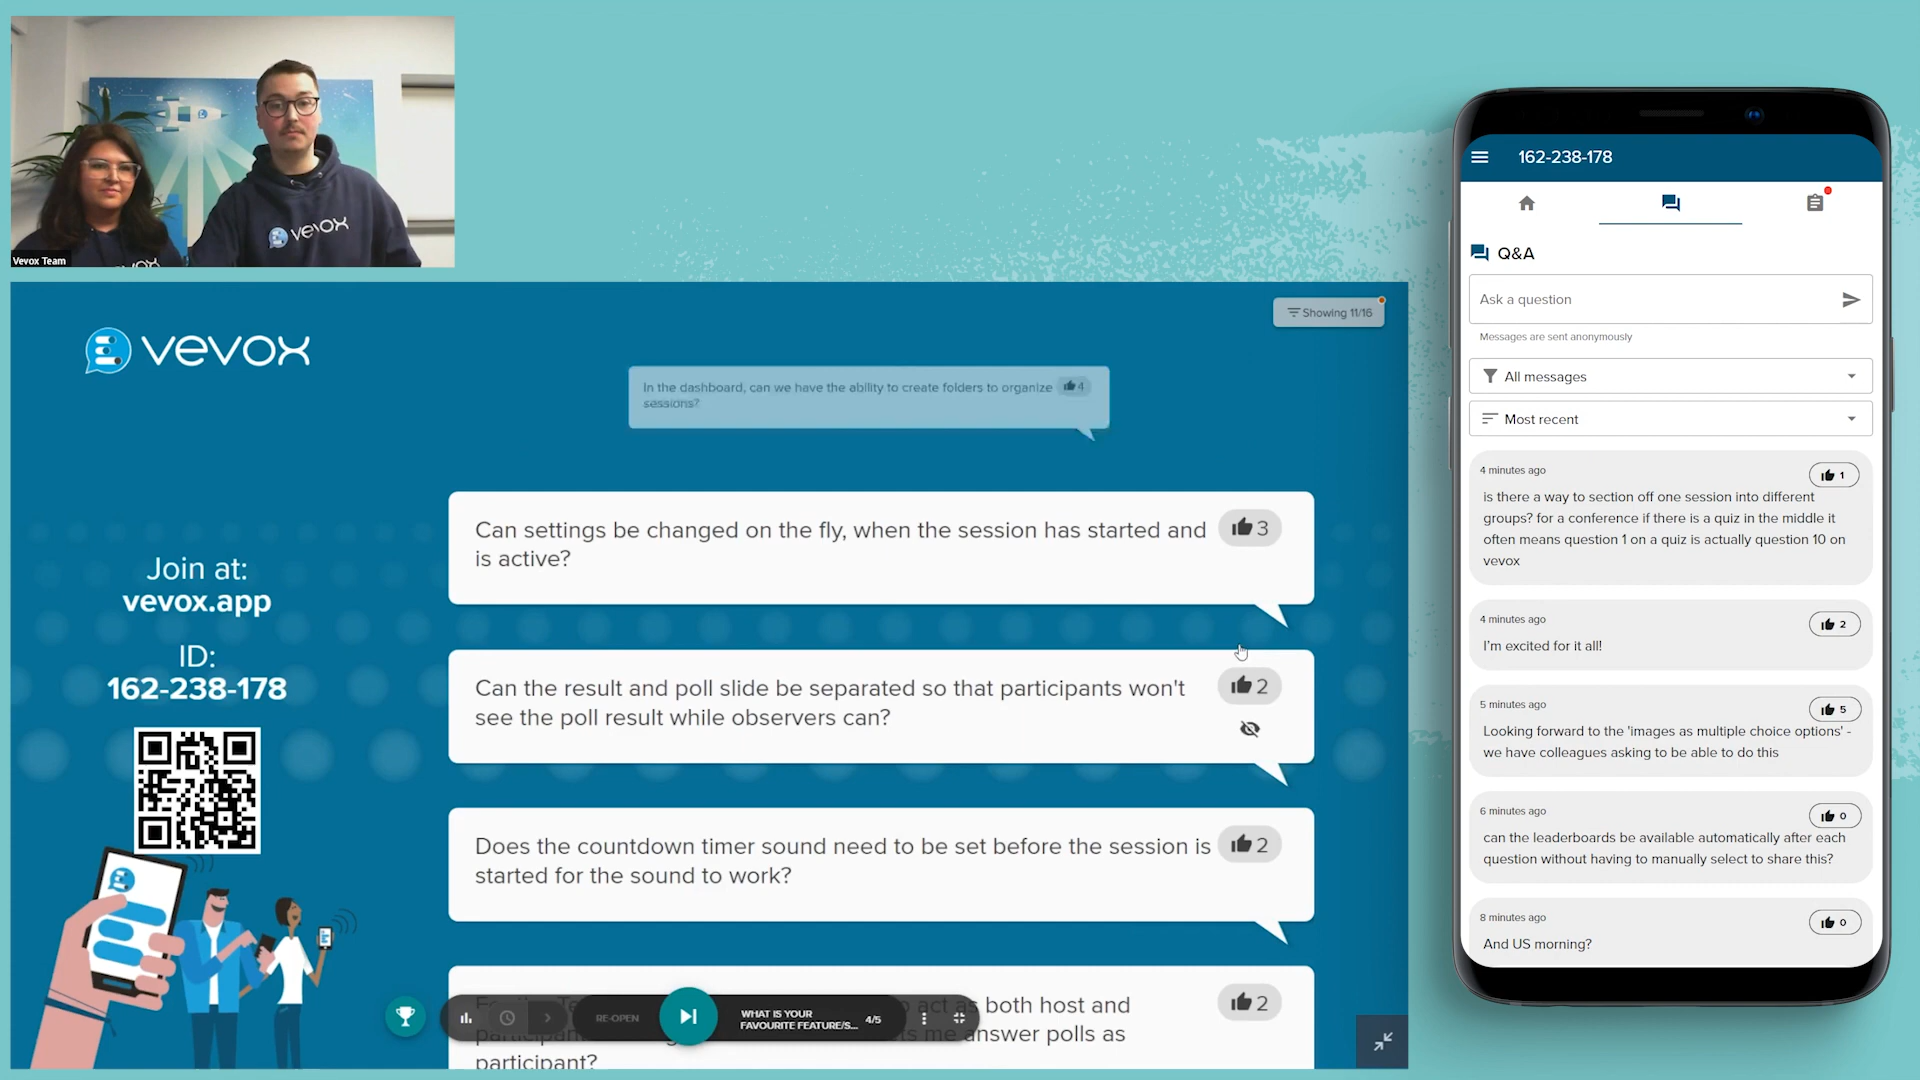 vevox
Vevox Team
vevox
Showing 11/16
In the dashboard, can we have the ability to create folders to organize
sessions?
4
Can settings be changed on the fly, when the session has started and
is active?
3
Can the result and poll slide be separated so that participants won't
see the poll result while observers can?
2
Does the countdown timer sound need to be set before the session is
started for the sound to work?
2
act as both host and
me answer polls as
participant?
2
Join at:
vevox.app
ID:
162-238-178
RE-OPEN
WHAT IS YOUR
FAVOURITE FEATURE/S...
4/5
162-238-178
Q&A
Ask a question
Messages are sent anonymously
All messages
Most recent
4 minutes ago
1
is there a way to section off one session into different
groups? for a conference if there is a quiz in the middle it
often means question 1 on a quiz is actually question 10 on
vevox
4 minutes ago
2
I'm excited for it all!
5 minutes ago
5
Looking forward to the 'images as multiple choice options' -
we have colleagues asking to be able to do this
6 minutes ago
0
can the leaderboards be available automatically after each
question without having to manually select to share this?
8 minutes ago
0
And US morning?